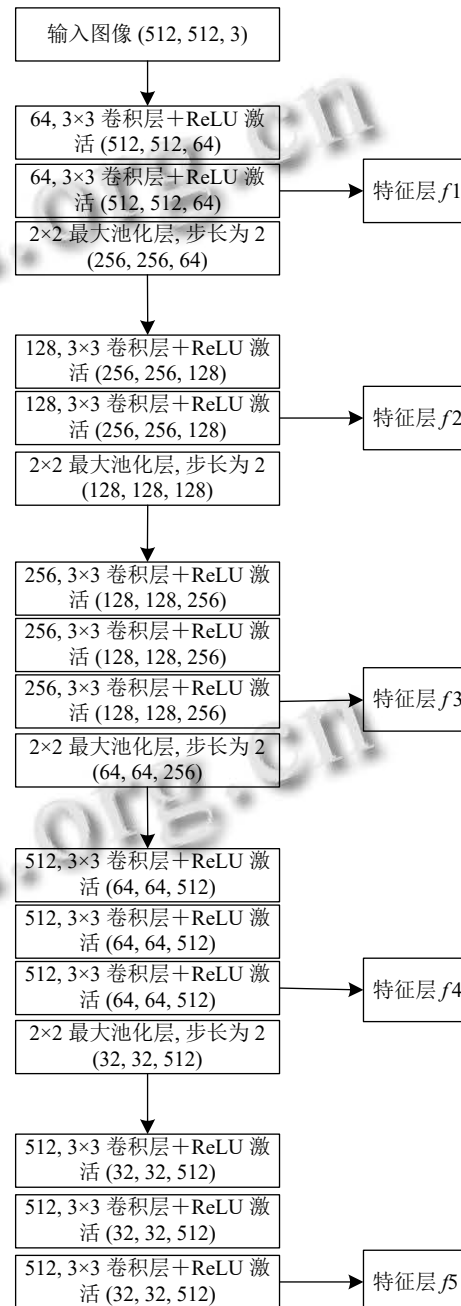 输入图像 (512, 512, 3)
64, 3×3 卷积层＋ReLU 激
活 (512, 512, 64)
64, 3×3 卷积层＋ReLU 激
活 (512, 512, 64)
特征层 f1
2×2 最大池化层, 步长为 2
(256, 256, 64)
128, 3×3 卷积层＋ReLU 激
活 (256, 256, 128)
128, 3×3 卷积层＋ReLU 激
活 (256, 256, 128)
特征层 f2
2×2 最大池化层, 步长为 2
(128, 128, 128)
256, 3×3 卷积层＋ReLU 激
活 (128, 128, 256)
256, 3×3 卷积层＋ReLU 激
活 (128, 128, 256)
256, 3×3 卷积层＋ReLU 激
活 (128, 128, 256)
特征层 f3
2×2 最大池化层, 步长为 2
(64, 64, 256)
512, 3×3 卷积层＋ReLU 激
活 (64, 64, 512)
512, 3×3 卷积层＋ReLU 激
活 (64, 64, 512)
512, 3×3 卷积层＋ReLU 激
活 (64, 64, 512)
特征层 f4
2×2 最大池化层, 步长为 2
(32, 32, 512)
512, 3×3 卷积层＋ReLU 激
活 (32, 32, 512)
512, 3×3 卷积层＋ReLU 激
活 (32, 32, 512)
512, 3×3 卷积层＋ReLU 激
活 (32, 32, 512)
特征层 f5
.org.cn
.org.cn